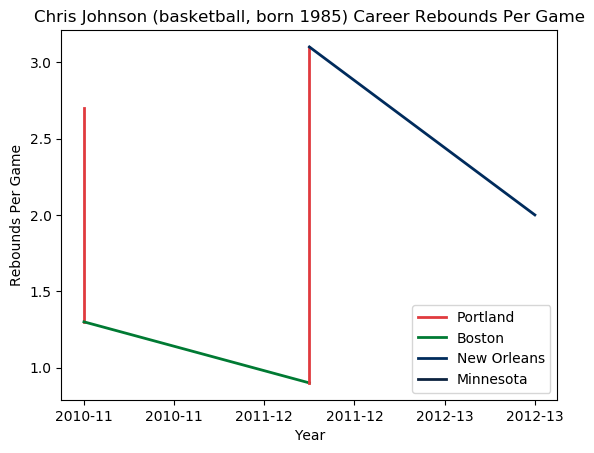 Chris Johnson (basketball, born 1985) Career Rebounds Per Game
3.0
2.5
2.0
1.5
1.0
Rebounds Per Game
Portland
Boston
New Orleans
Minnesota
2010-11 2010-11 2011-12 2011-12 2012-13 2012-13
Year